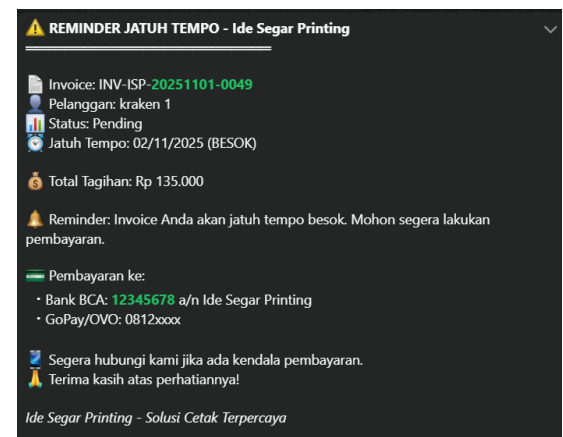 ⚠️ REMINDER JATUH TEMPO - Ide Segar Printing
══════════════════════
📄 Invoice: INV-ISP-20251101-0049
👤 Pelanggan: kraken 1
📊 Status: Pending
⏰ Jatuh Tempo: 02/11/2025 (BESOK)
💰 Total Tagihan: Rp 135.000
🔔 Reminder: Invoice Anda akan jatuh tempo besok. Mohon segera lakukan
pembayaran.
💳 Pembayaran ke:
• Bank BCA: 12345678 a/n Ide Segar Printing
• GoPay/OVO: 0812xxxx
📱 Segera hubungi kami jika ada kendala pembayaran.
🙏 Terima kasih atas perhatiannya!
Ide Segar Printing - Solusi Cetak Terpercaya